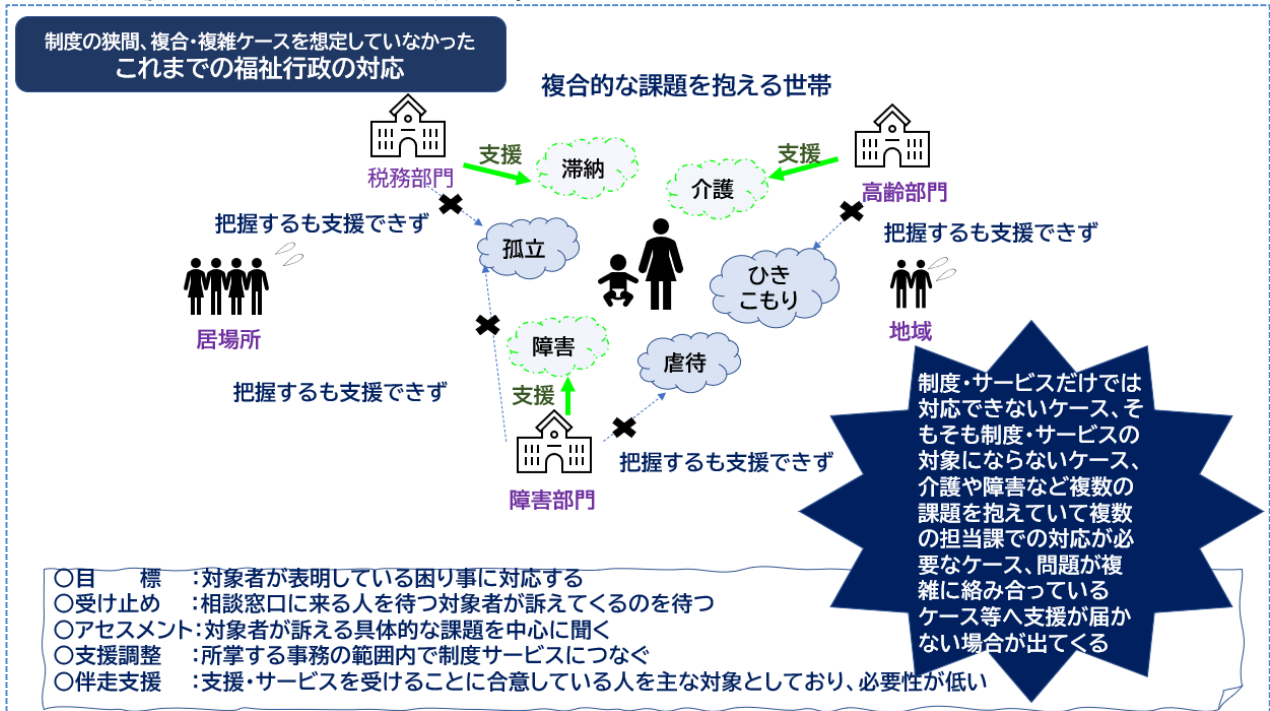 制度の狭間、複合・複雑ケースを想定していなかった
これまでの福祉行政の対応
複合的な課題を抱える世帯
税務部門
支援
滞納
介護
支援
高齢部門
把握するも支援できず
孤立
ひき
こもり
把握するも支援できず
居場所
地域
障害
虐待
把握するも支援できず
支援
障害部門
把握するも支援できず
制度・サービスだけでは
対応できないケース、そ
もそも制度・サービスの
対象にならないケース、
介護や障害など複数の
課題を抱えていて複数
の担当課での対応が必
要なケース、問題が複
雑に絡み合っている
ケース等へ支援が届か
ない場合が出てくる
○目　　標　：対象者が表明している困り事に対応する
○受け止め　：相談窓口に来る人を待つ対象者が訴えてくるのを待つ
○アセスメント：対象者が訴える具体的な課題を中心に聞く
○支援調整　：所掌する事務の範囲内で制度サービスにつなぐ
○伴走支援　：支援・サービスを受けることに合意している人を主な対象としており、必要性が低い